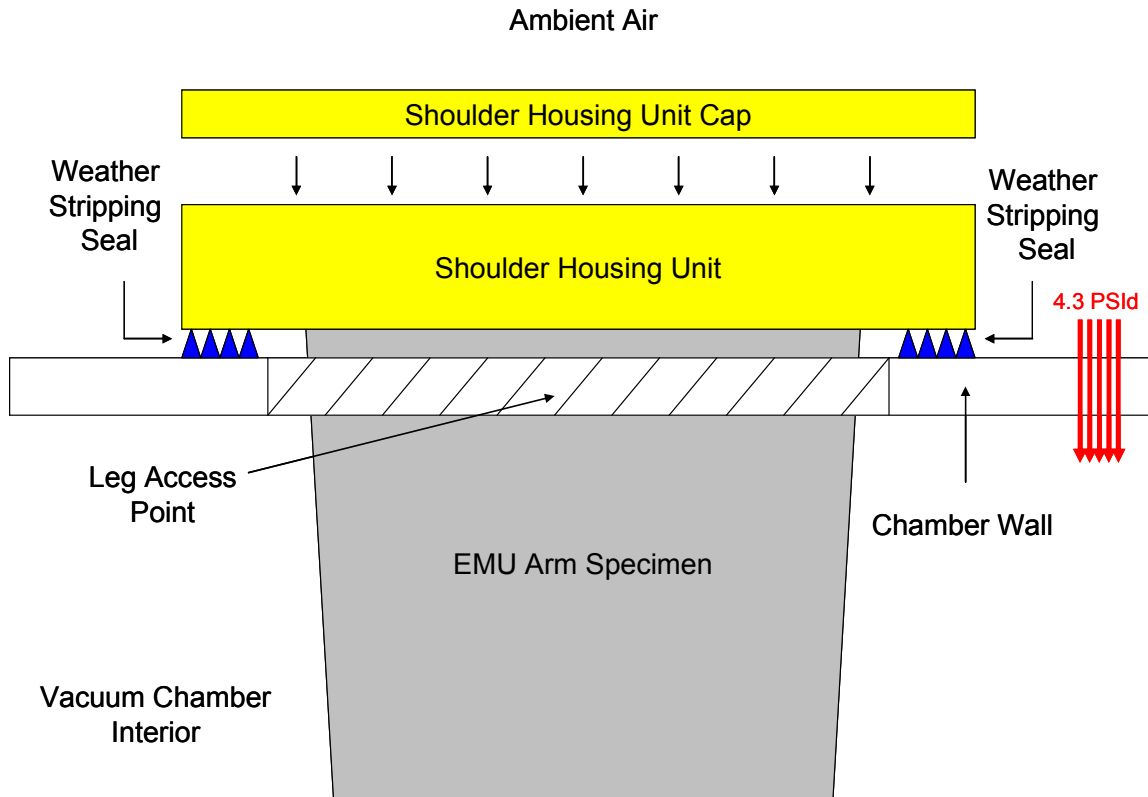 Ambient Air
Shoulder Housing Unit Cap
Weather
Stripping
Seal
Weather
Stripping
Seal
Shoulder Housing Unit
4.3 PSId
Leg Access
Point
Chamber Wall
EMU Arm Specimen
Vacuum Chamber
Interior